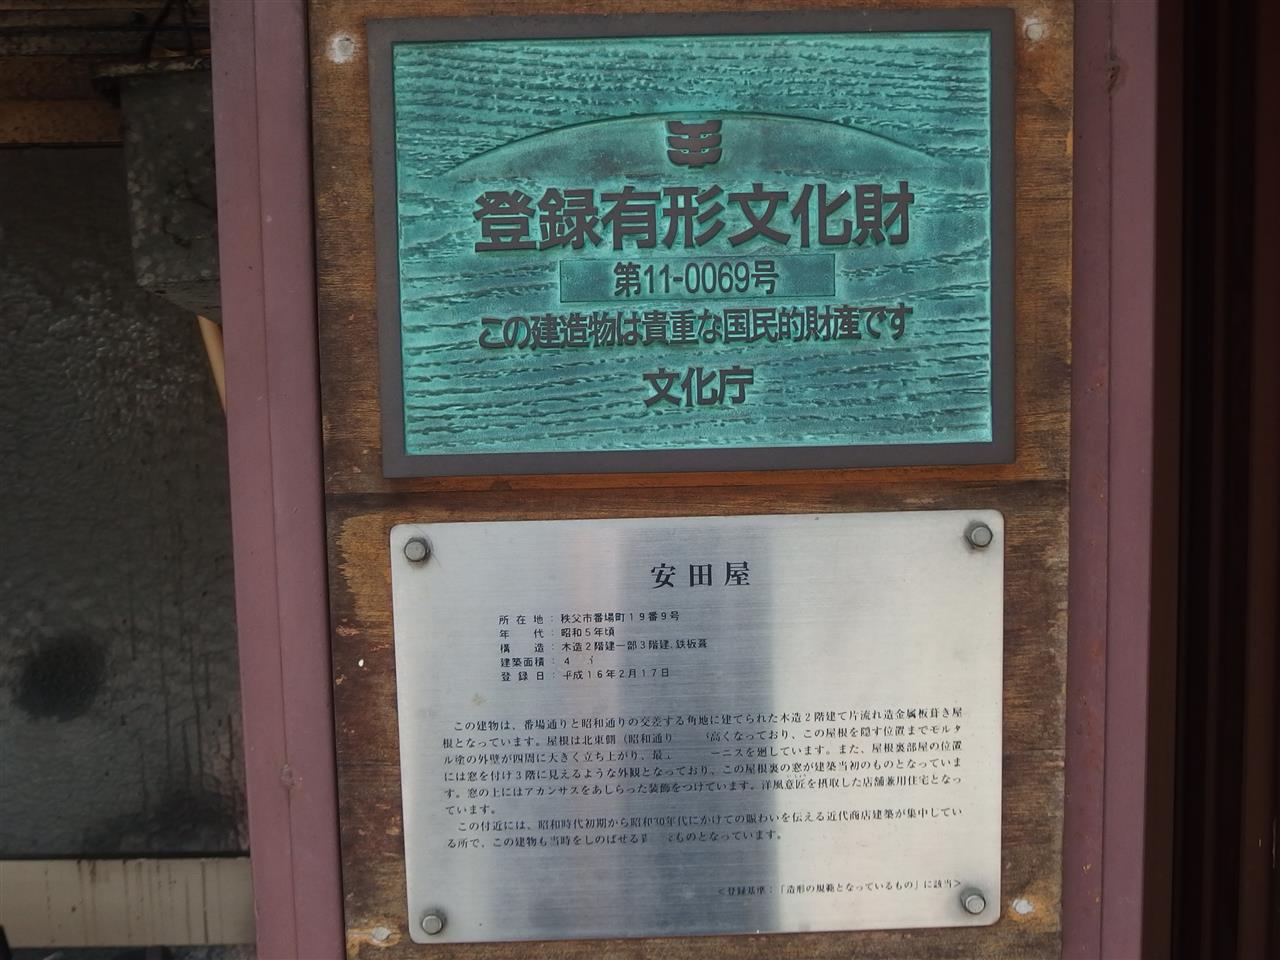 登録有形文化財
第11-0069号
この建造物は貴重な国民的財産です
文化庁
安田屋
所在地：秩父市番場町19番9号
年代：昭和5年頃
構造：木造2階建一部3階建、鉄板葺
建築面積：4
登録日：平成16年2月17日
この建物は、番場通りと昭和通りの交差する角地に建てられた木造2階建て片流れ造金属板葺き屋
根となっています。屋根は北東側（昭和通り 高くなっており、この屋根を隠す位置までモルタ
ル塗の外壁が四周に大きく立ち上がり、最 ーニスを廻しています。また、屋根裏部屋の位置
には窓を付け3階に見えるような外観となっており、この屋根裏の窓が建築当初のものとなっていま
す。窓の上にはアカンサスをあしらった装飾をつけています。洋風意匠を摂取した店舗兼用住宅となっ
ています。
この付近には、昭和時代初期から昭和30年代にかけての賑わいを伝える近代商店建築が集中してい
る所で、この建物も当時をしのばせる ものとなっています。
＜登録基準：「造形の規範となっているもの」に該当＞